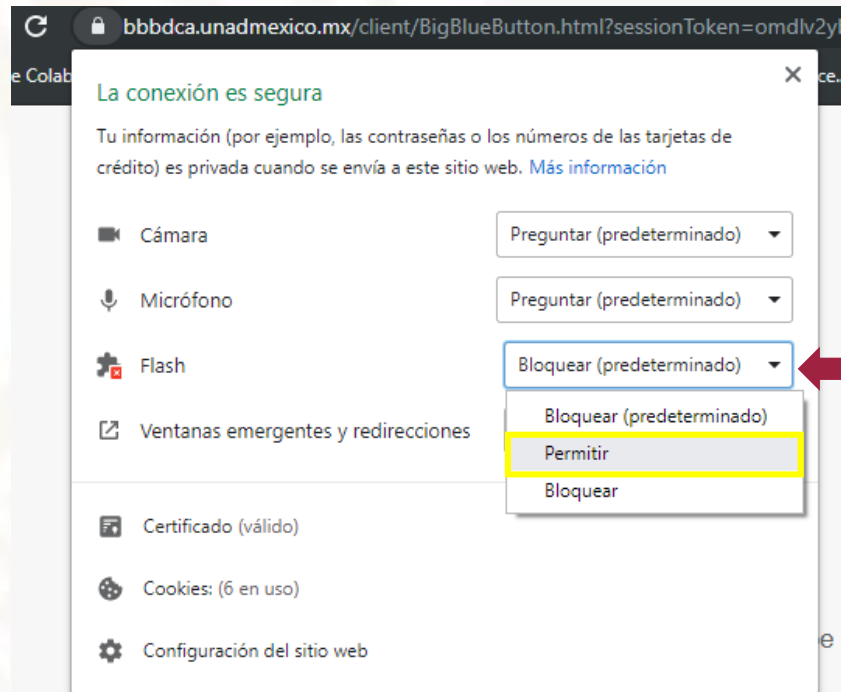 bbbdca.unadmexico.mx/client/BigBlueButton.html?sessionToken=omdlv2yl
e Colab
ce..
La conexión es segura
Tu información (por ejemplo, las contraseñas o los números de las tarjetas de
crédito) es privada cuando se envía a este sitio web. Más información
Cámara Preguntar (predeterminado)
Micrófono Preguntar (predeterminado)
Flash Bloquear (predeterminado)
Bloquear (predeterminado)
Ventanas emergentes y redirecciones
Permitir
Bloquear
Certificado (válido)
Cookies: (6 en uso)
Configuración del sitio web
e